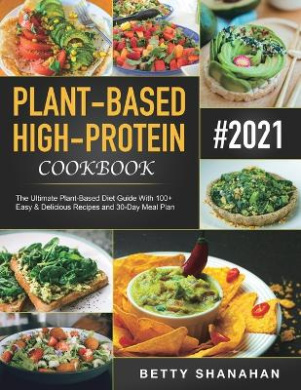 PLANT-BASED
HIGH-PROTEIN
COOKBOOK
#2021
The Ultimate Plant-Based Diet Guide With 100+
Easy & Delicious Recipes and 30-Day Meal Plan
BETTY SHANAHAN